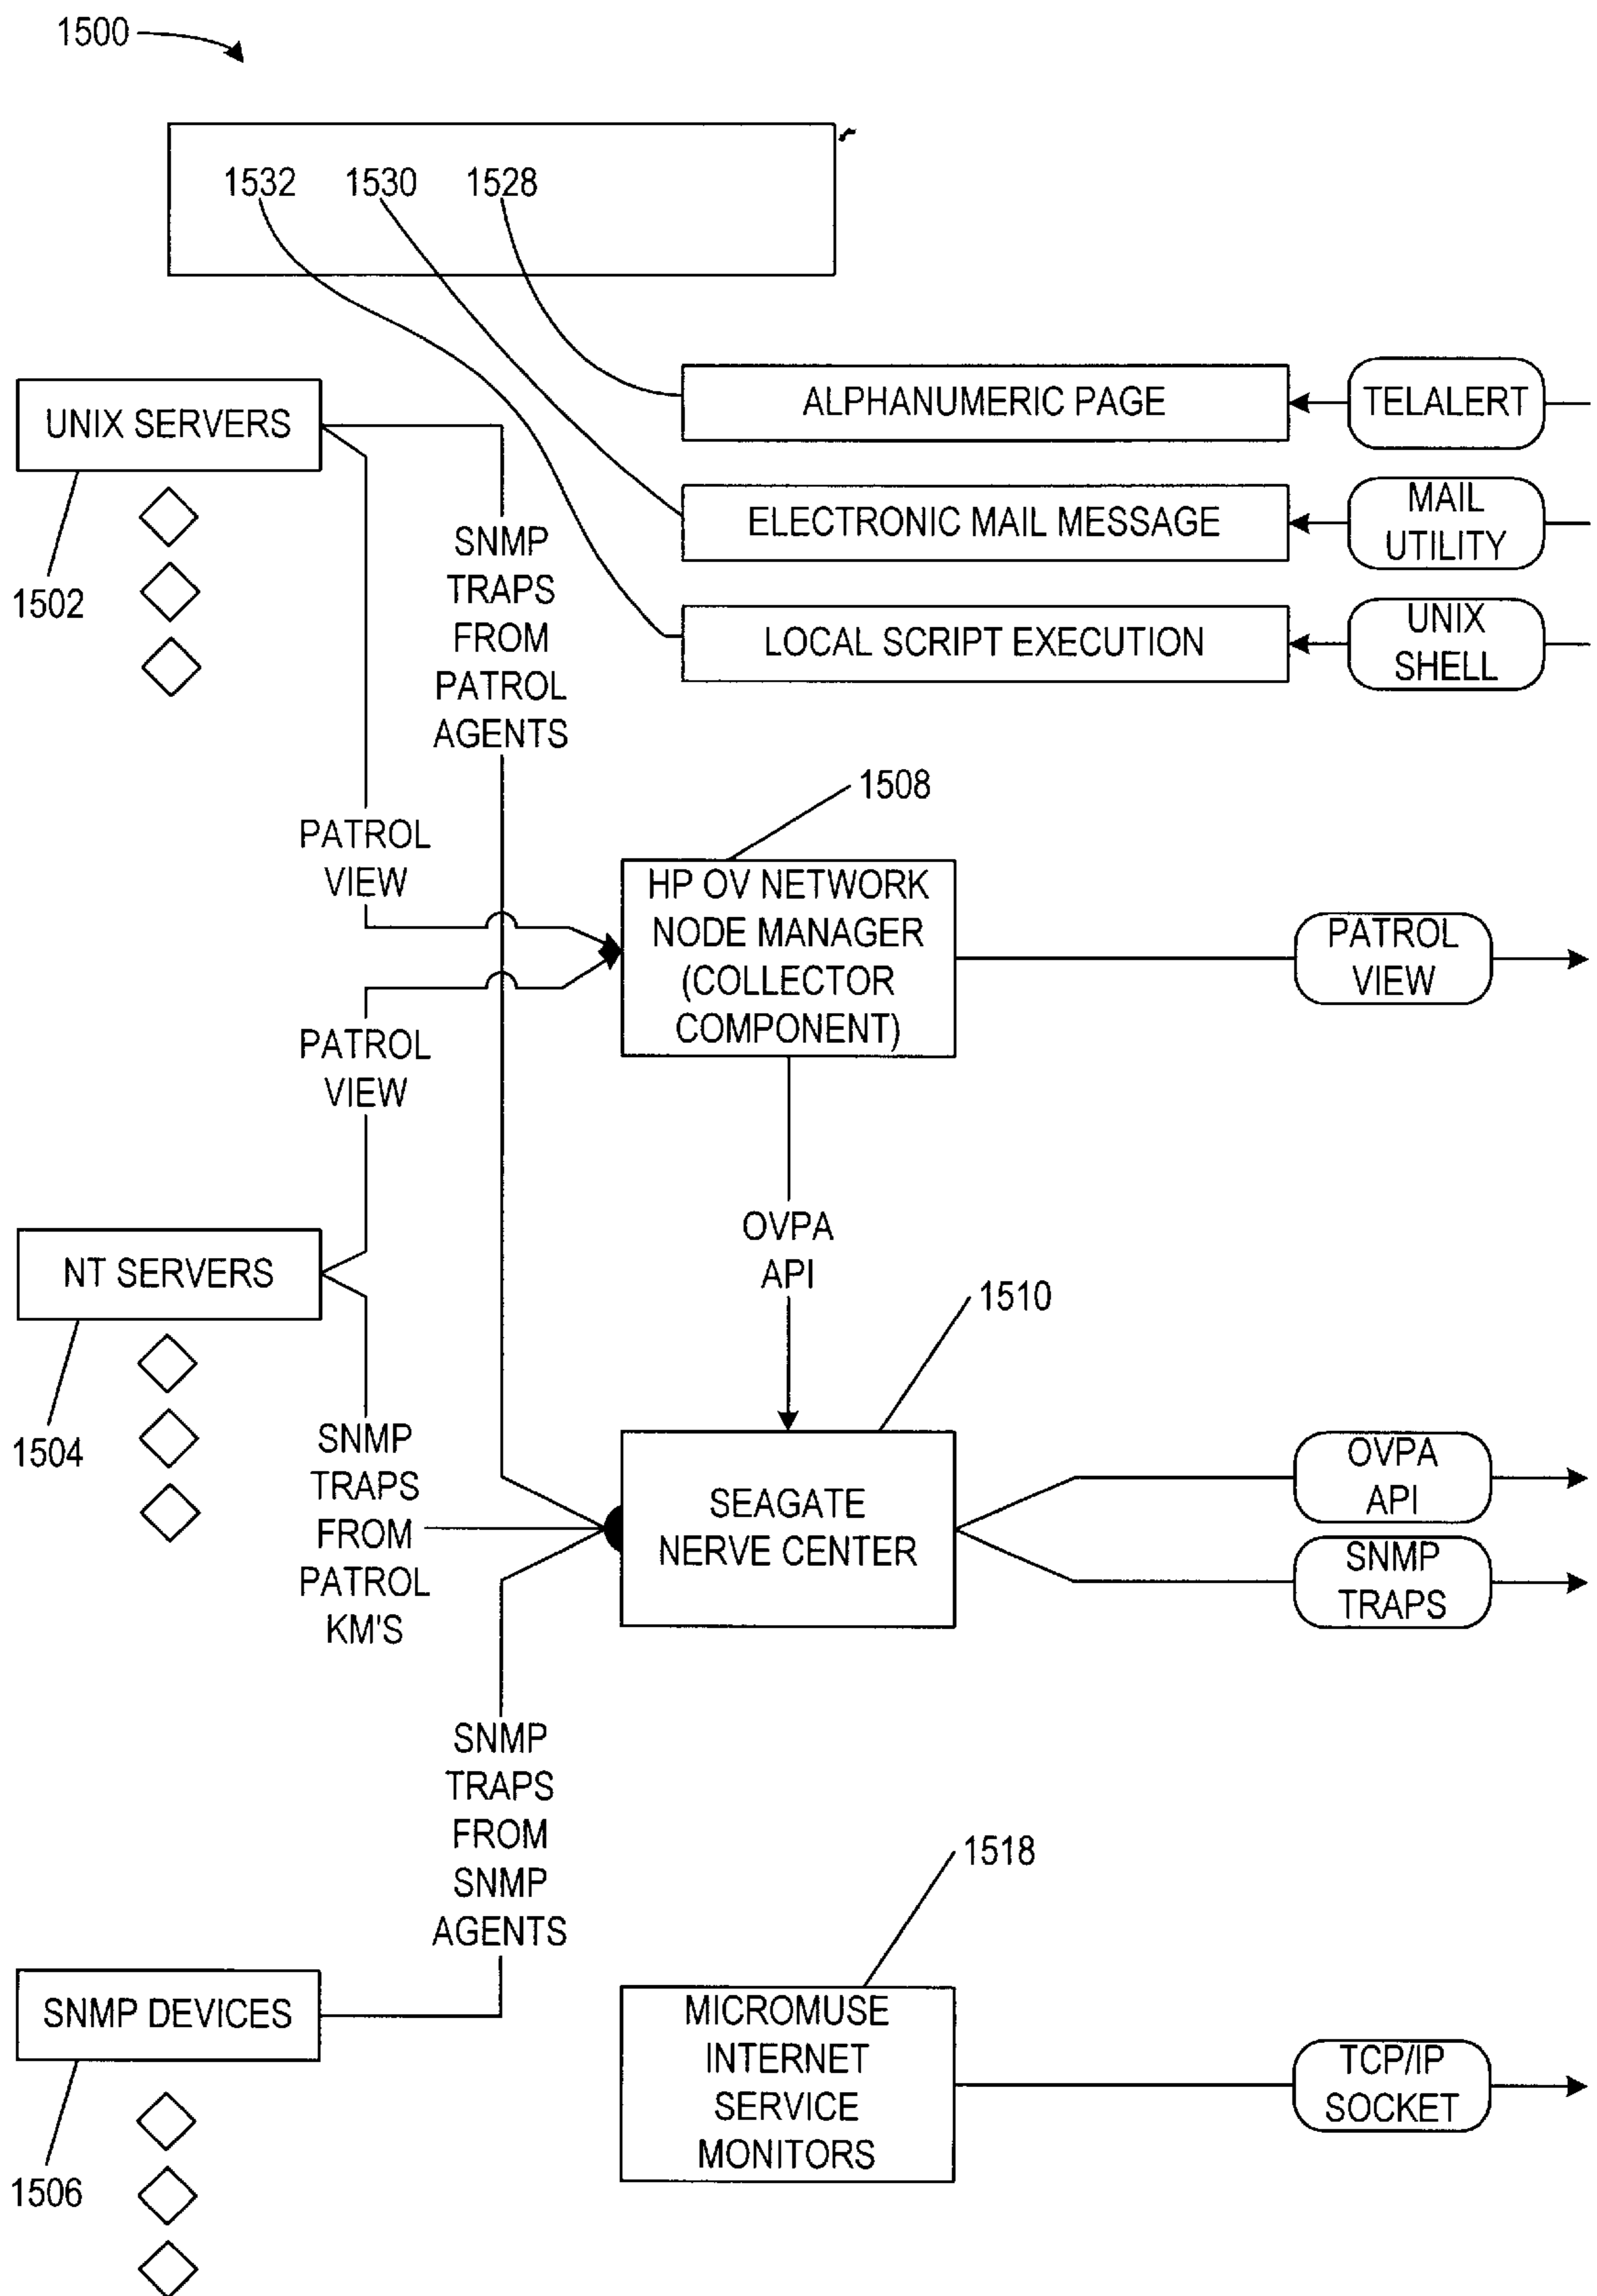 1500
1532 1530 1528
ALPHANUMERIC PAGE
TELALERT
UNIX SERVERS
1502
ELECTRONIC MAIL MESSAGE
MAIL
UTILITY
SNMP
TRAPS
FROM
PATROL
AGENTS
LOCAL SCRIPT EXECUTION
UNIX
SHELL
1508
PATROL
VIEW
HP OV NETWORK
NODE MANAGER
(COLLECTOR
COMPONENT)
PATROL
VIEW
PATROL
VIEW
OVPA
API
NT SERVERS
1504
1510
SNMP
TRAPS
FROM
PATROL
KM'S
SEAGATE
NERVE CENTER
OVPA
API
SNMP
TRAPS
SNMP
TRAPS
FROM
SNMP
AGENTS
1518
SNMP DEVICES
1506
MICROMUSE
INTERNET
SERVICE
MONITORS
TCP/IP
SOCKET